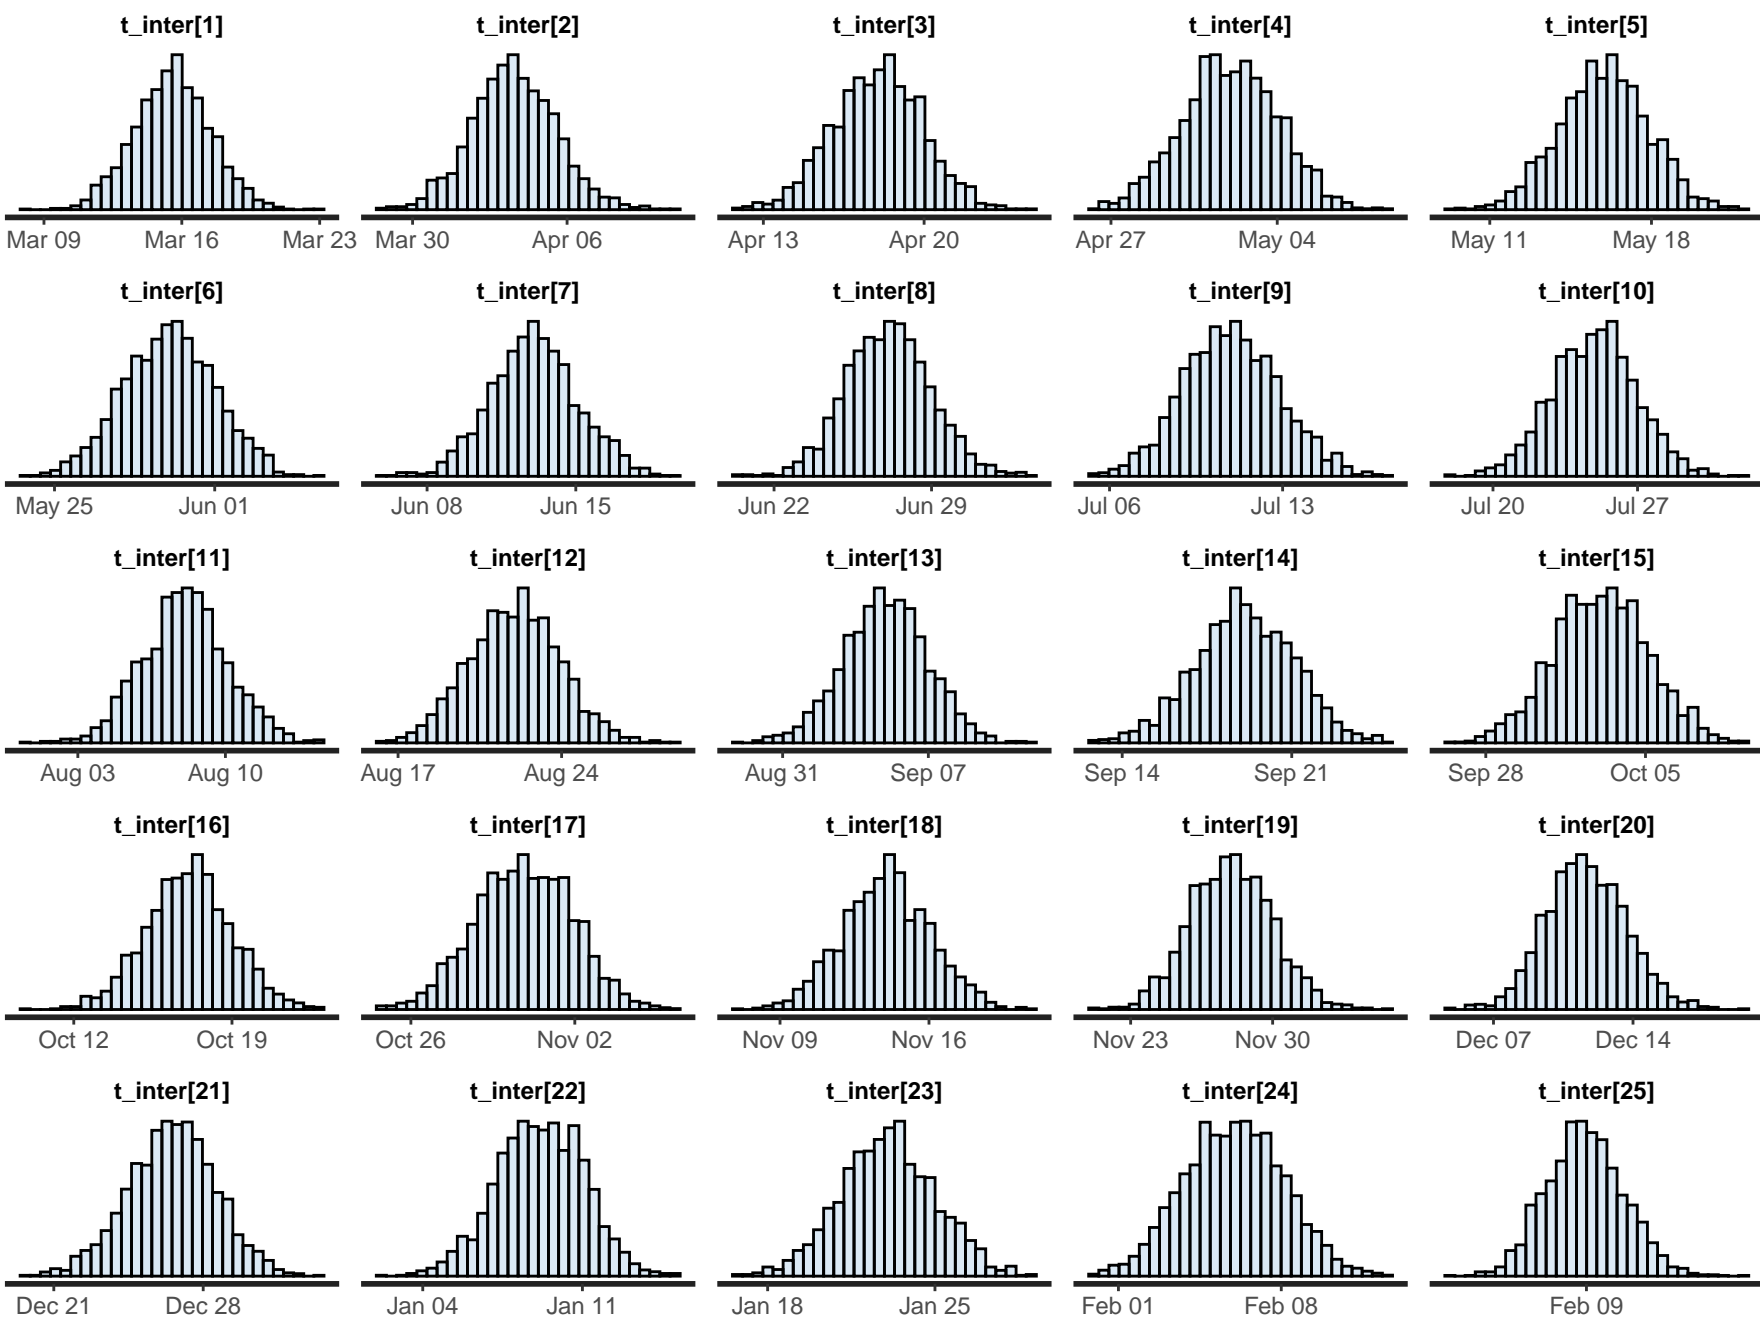 t_inter[1] t_inter[2] t_inter[3] t_inter[4] t_inter[5]
Mar 09 Mar 16 Mar 23 Mar 30 Apr 06 Apr 13 Apr 20 Apr 27 May 04 May 11 May 18
t_inter[6] t_inter[7] t_inter[8] t_inter[9] t_inter[10]
May 25 Jun 01 Jun 08 Jun 15 Jun 22 Jun 29 Jul 06 Jul 13 Jul 20 Jul 27
t_inter[11] t_inter[12] t_inter[13] t_inter[14] t_inter[15]
Aug 03 Aug 10 Aug 17 Aug 24 Aug 31 Sep 07 Sep 14 Sep 21 Sep 28 Oct 05
t_inter[16] t_inter[17] t_inter[18] t_inter[19] t_inter[20]
Oct 12 Oct 19 Oct 26 Nov 02 Nov 09 Nov 16 Nov 23 Nov 30 Dec 07 Dec 14
t_inter[21] t_inter[22] t_inter[23] t_inter[24] t_inter[25]
Dec 21 Dec 28 Jan 04 Jan 11 Jan 18 Jan 25 Feb 01 Feb 08 Feb 09